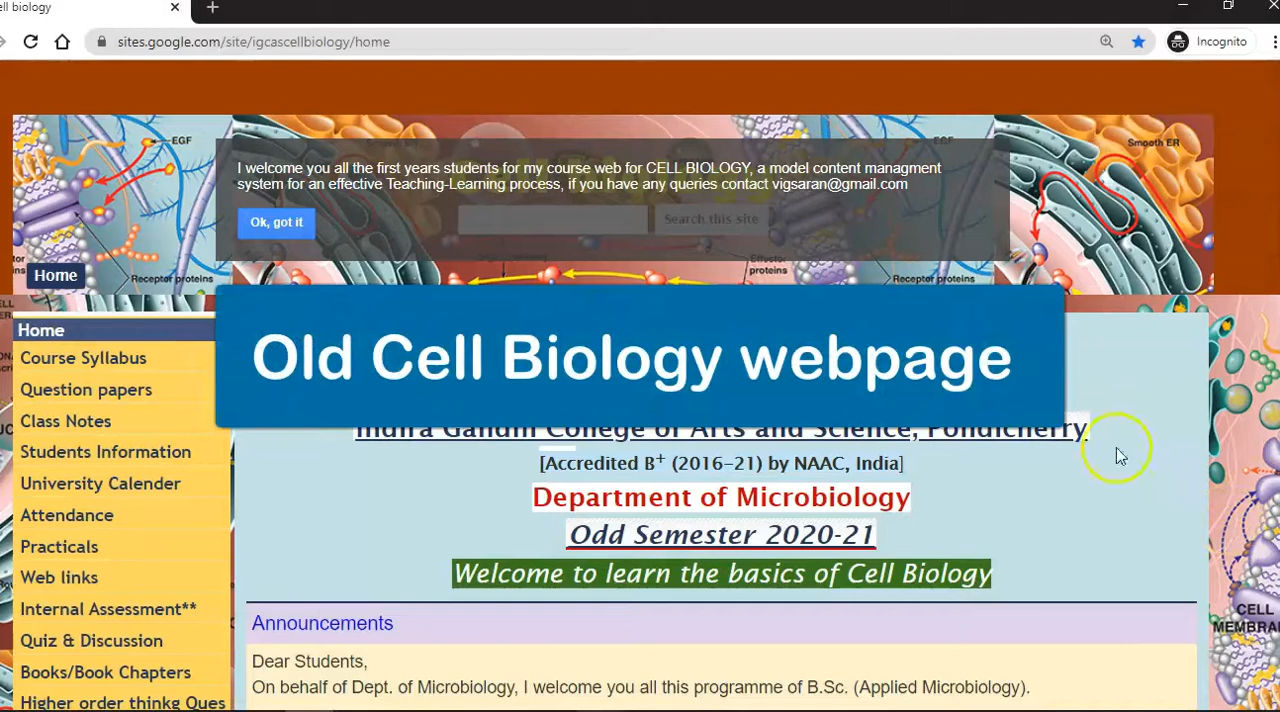 ell biology
sites.google.com/site/igcascellbiology/home
Incognito
EGF
Smooth ER
I welcome you all the first years students for my course web for CELL BIOLOGY, a model content managment
system for an effective Teaching-Learning process, if you have any queries contact vigsaran@gmail.com
Ok, got it
Search this site
Home
Receptor proteins
Effector
proteins
Receptor proteins
Home
Old Cell Biology webpage
Course Syllabus
Question papers
Class Notes
Students Information
University Calender
Attendance
Practicals
Web links
Internal Assessment**
Quiz & Discussion
Books/Book Chapters
Higher order thinkg Ques
Indira Gandhi College of Arts and Science, Pondicherry
[Accredited B+ (2016-21) by NAAC, India]
Department of Microbiology
Odd Semester 2020-21
Welcome to learn the basics of Cell Biology
Announcements
Dear Students,
On behalf of Dept. of Microbiology, I welcome you all this programme of B.Sc. (Applied Microbiology).
CELL
MEMBRAN